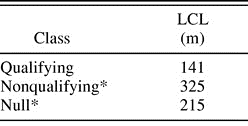 LCL
Class (m)
Qualifying 141
Nonqualifying* 325
Null* 215